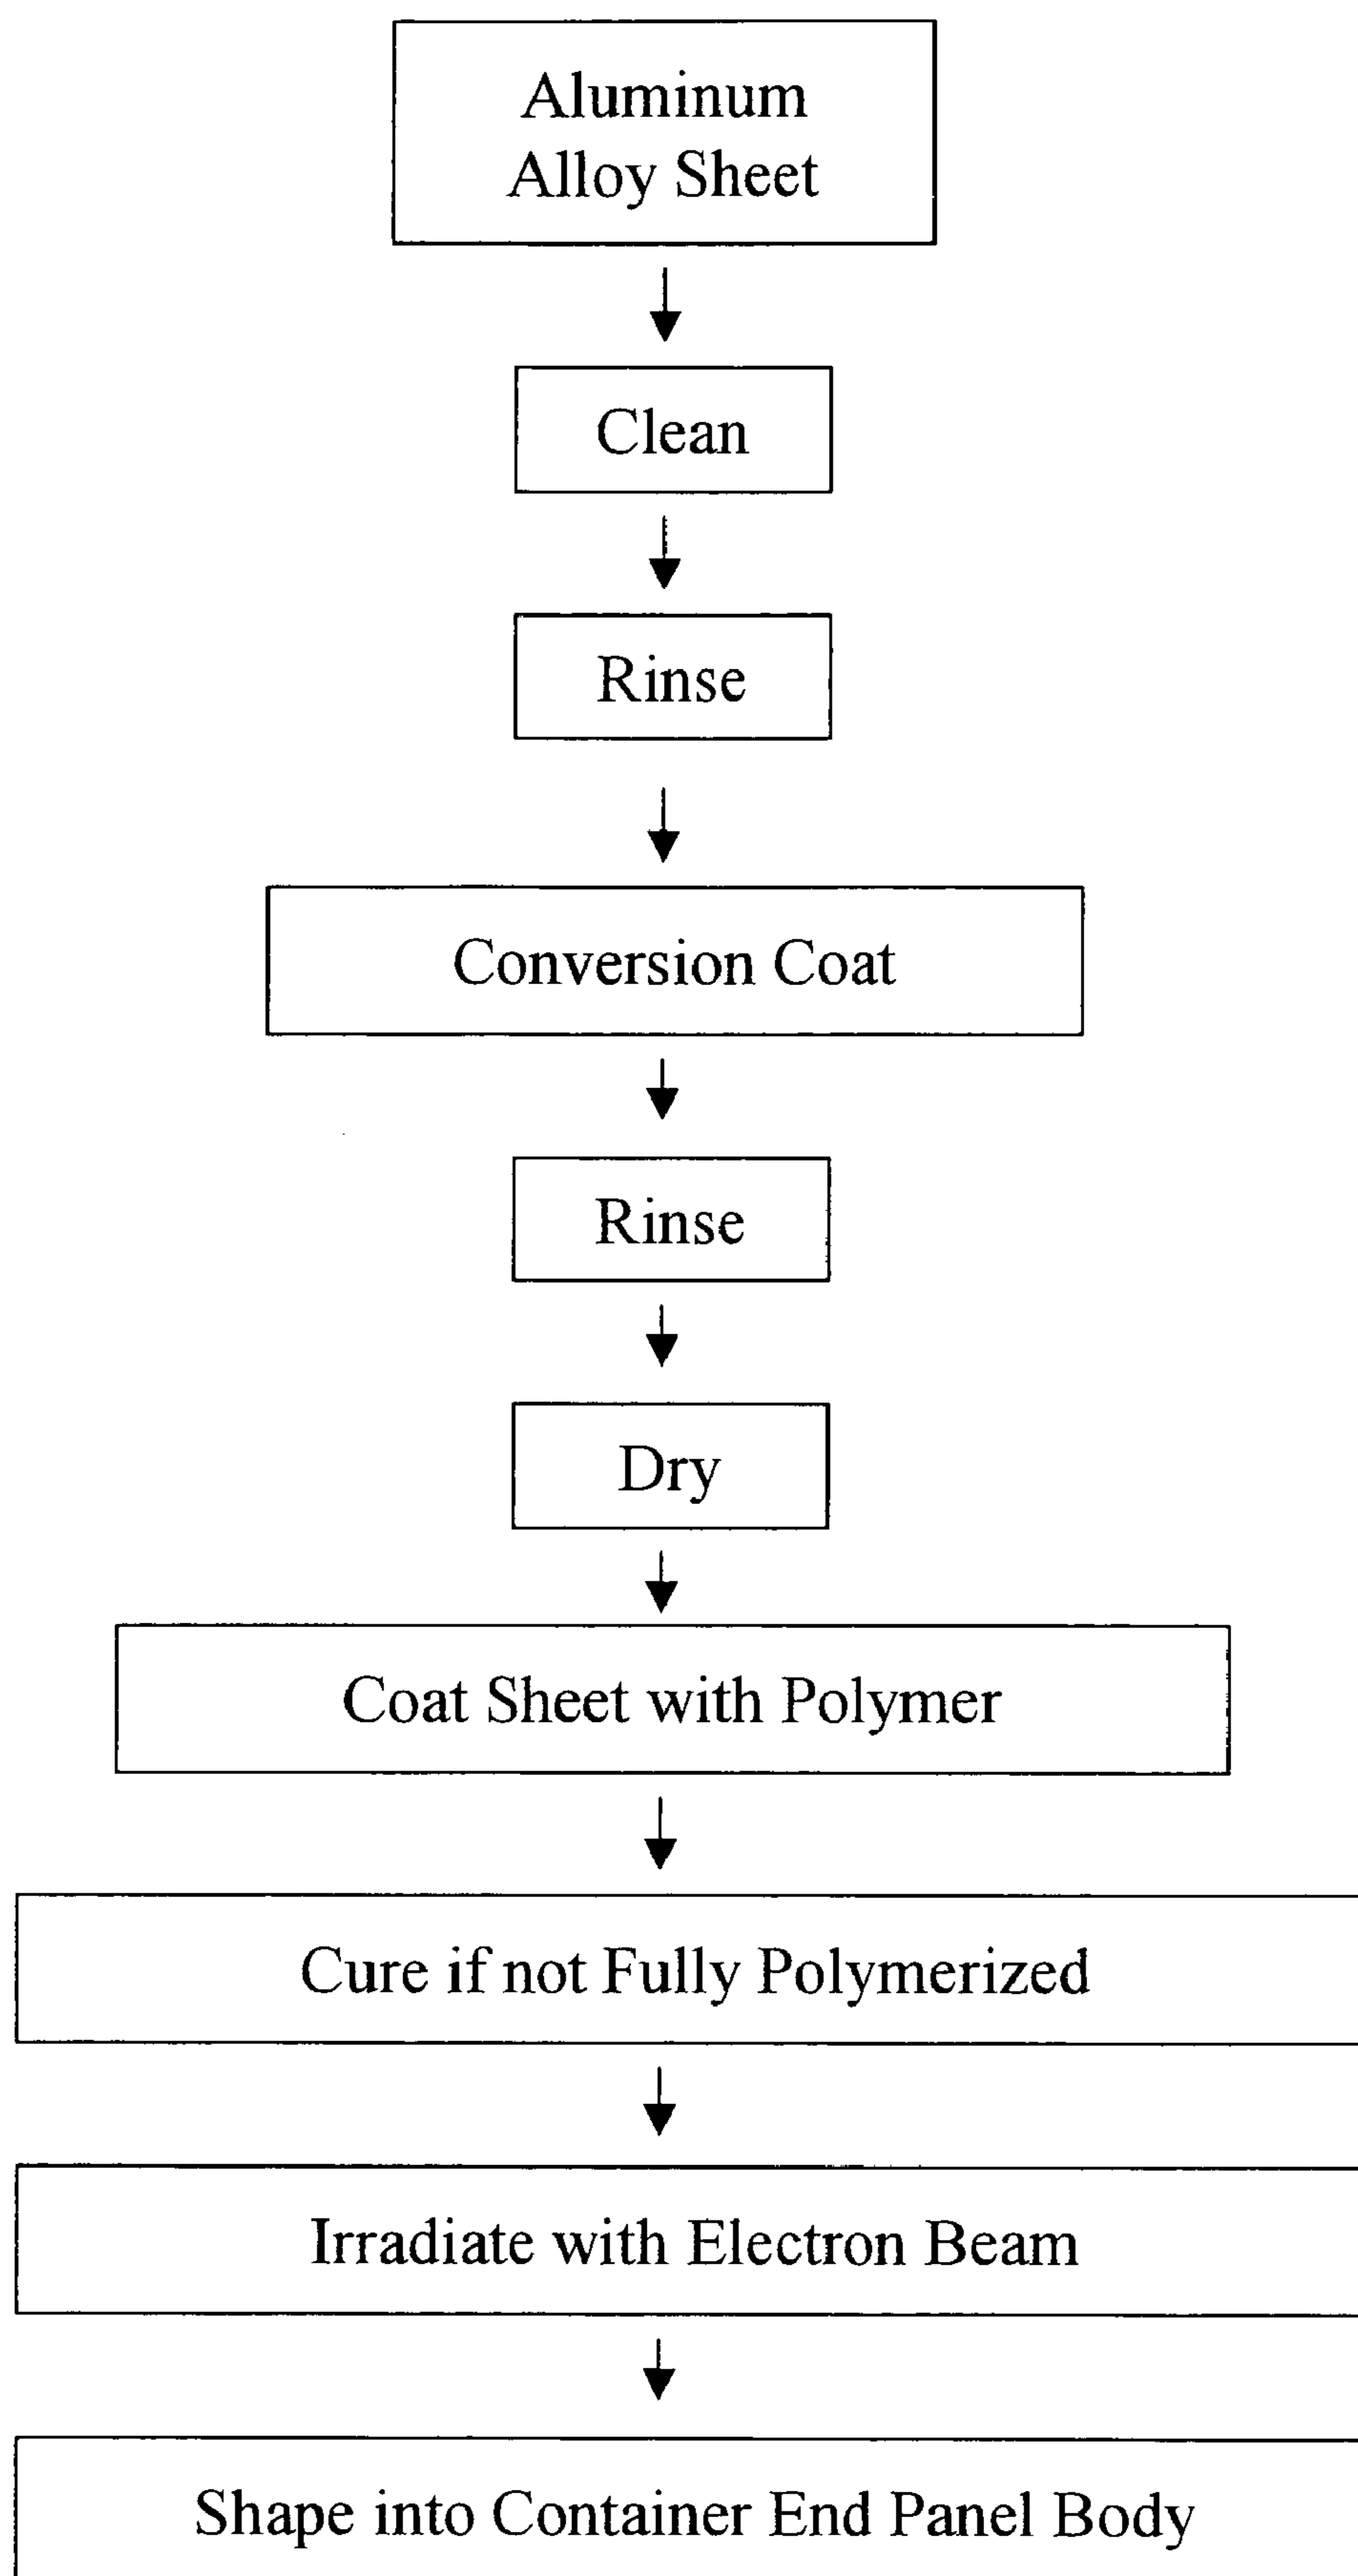 Aluminum
Alloy Sheet
Clean
Rinse
Conversion Coat
Rinse
Dry
Coat Sheet with Polymer
Cure if not Fully Polymerized
Irradiate with Electron Beam
Shape into Container End Panel Body